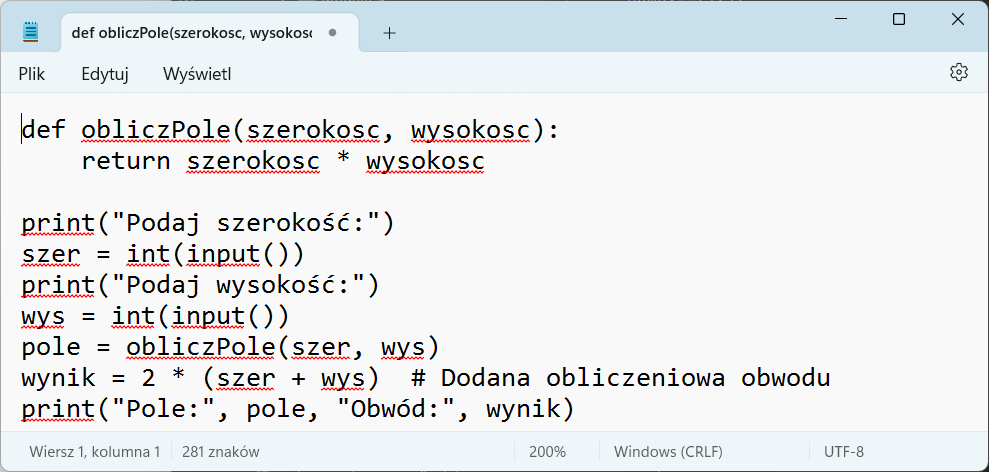 def obliczPole(szerokosc, wysokosc
Plik Edytuj Wyświetl
def obliczPole(szerokosc, wysokosc):
    return szerokosc * wysokosc

print("Podaj szerokość:")
szer = int(input())
print("Podaj wysokość:")
wys = int(input())
pole = obliczPole(szer, wys)
wynik = 2 * (szer + wys)  # Dodana obliczeniowa obwodu
print("Pole:", pole, "Obwód:", wynik)
Wiersz 1, kolumna 1 281 znaków 200% Windows (CRLF) UTF-8